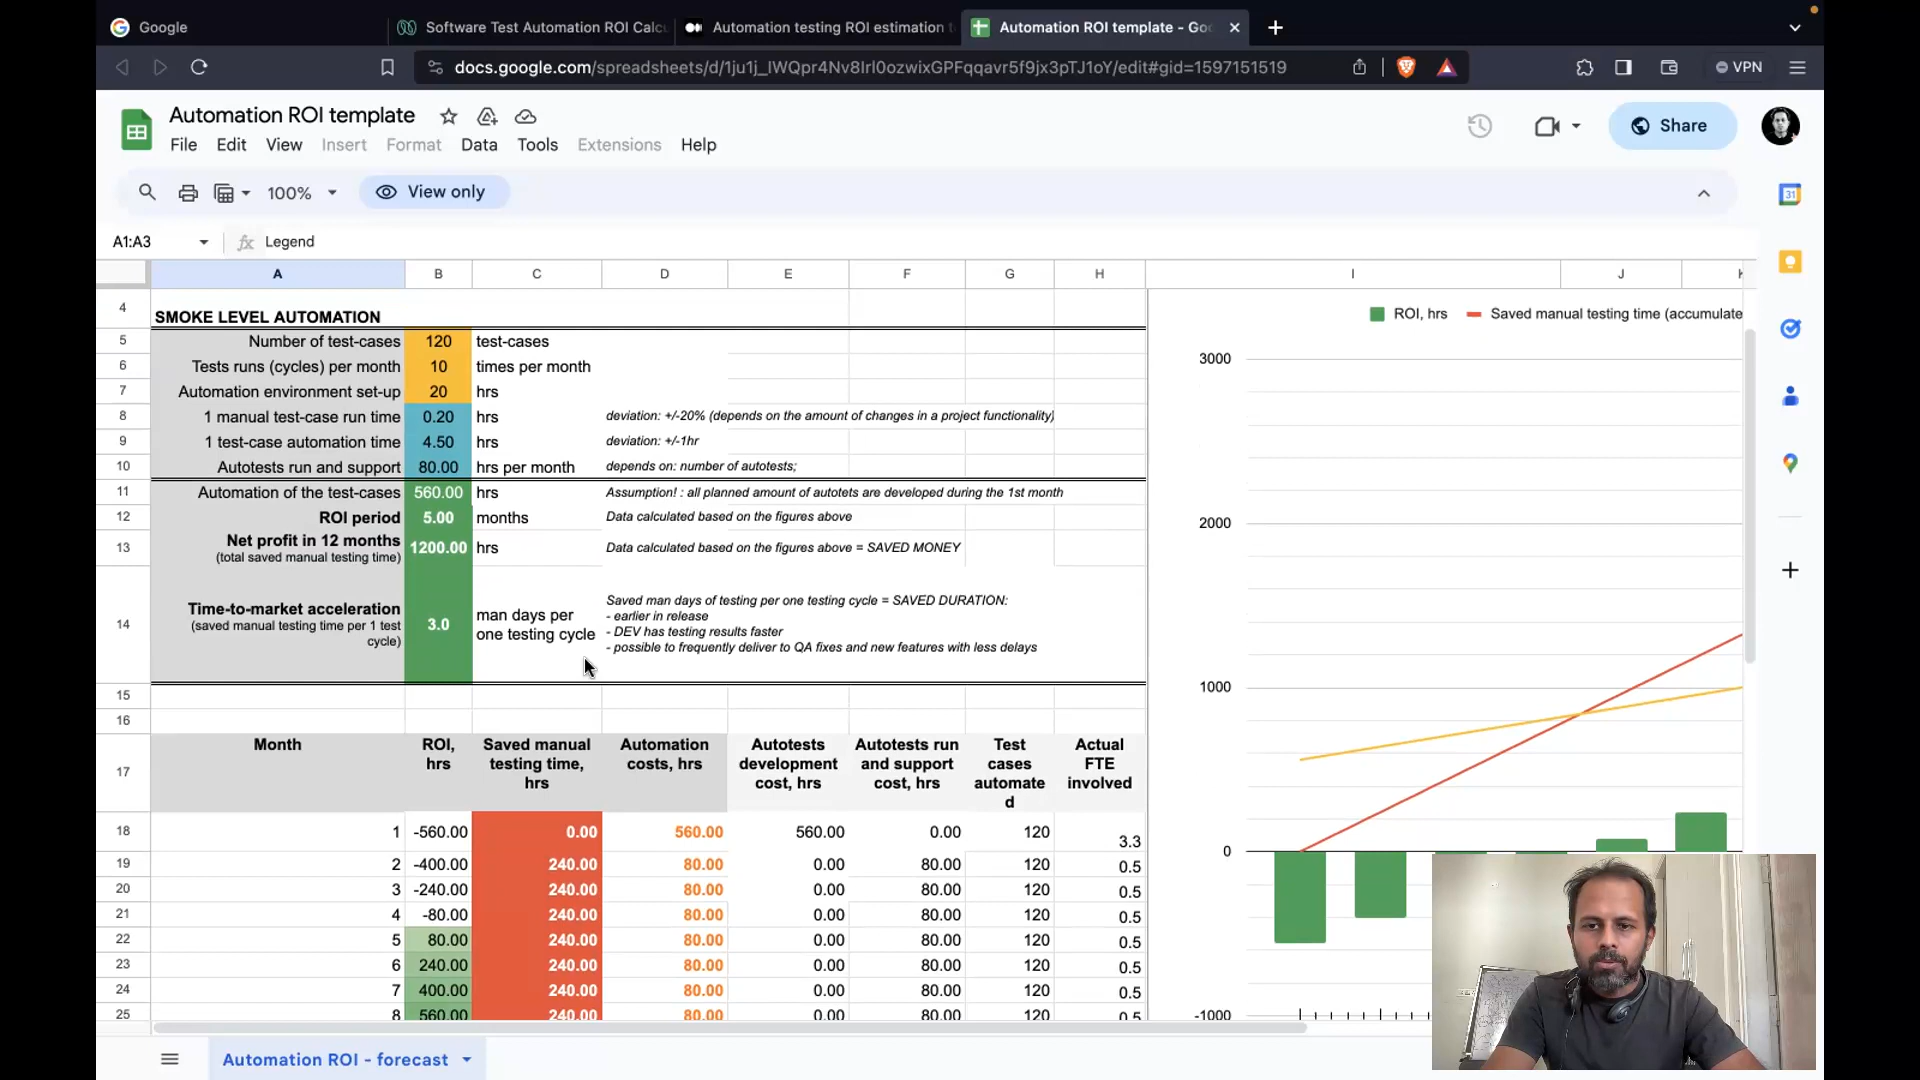 Google
Software Test Automation ROI Calc
Automation testing ROI estimation t
Automation ROI template - Goo
docs.google.com/spreadsheets/d/1ju1j_IWQpr4Nv8Irl0ozwixGPFqqavr5f9jx3pTJ1oY/edit#gid=1597151519
VPN
Automation ROI template
File Edit View Insert Format Data Tools Extensions Help
Share
100%
View only
31
A1:A3
fx Legend
A B C D E F G H I J K
4 SMOKE LEVEL AUTOMATION
5 Number of test-cases 120 test-cases
6 Tests runs (cycles) per month 10 times per month
7 Automation environment set-up 20 hrs
8 1 manual test-case run time 0.20 hrs deviation: +/-20% (depends on the amount of changes in a project functionality)
9 1 test-case automation time 4.50 hrs deviation: +/-1hr
10 Autotests run and support 80.00 hrs per month depends on: number of autotests;
11 Automation of the test-cases 560.00 hrs Assumption! : all planned amount of autotets are developed during the 1st month
12 ROI period 5.00 months Data calculated based on the figures above
13 Net profit in 12 months 1200.00 hrs Data calculated based on the figures above = SAVED MONEY
(total saved manual testing time)
14 Time-to-market acceleration
(saved manual testing time per 1 test
cycle)
3.0
man days per
one testing cycle
Saved man days of testing per one testing cycle = SAVED DURATION:
- earlier in release
- DEV has testing results faster
- possible to frequently deliver to QA fixes and new features with less delays
15
16
17
Month
ROI,
hrs
Saved manual
testing time,
hrs
Automation
costs, hrs
Autotests
development
cost, hrs
Autotests run
and support
cost, hrs
Test
cases
automate
d
Actual
FTE
involved
18 1 -560.00 0.00 560.00 560.00 0.00 120 3.3
19 2 -400.00 240.00 80.00 0.00 80.00 120 0.5
20 3 -240.00 240.00 80.00 0.00 80.00 120 0.5
21 4 -80.00 240.00 80.00 0.00 80.00 120 0.5
22 5 80.00 240.00 80.00 0.00 80.00 120 0.5
23 6 240.00 240.00 80.00 0.00 80.00 120 0.5
24 7 400.00 240.00 80.00 0.00 80.00 120 0.5
25 8 560.00 240.00 80.00 0.00 80.00 120 0.5
ROI, hrs
Saved manual testing time (accumulate
3000
2000
1000
0
-1000
Automation ROI - forecast